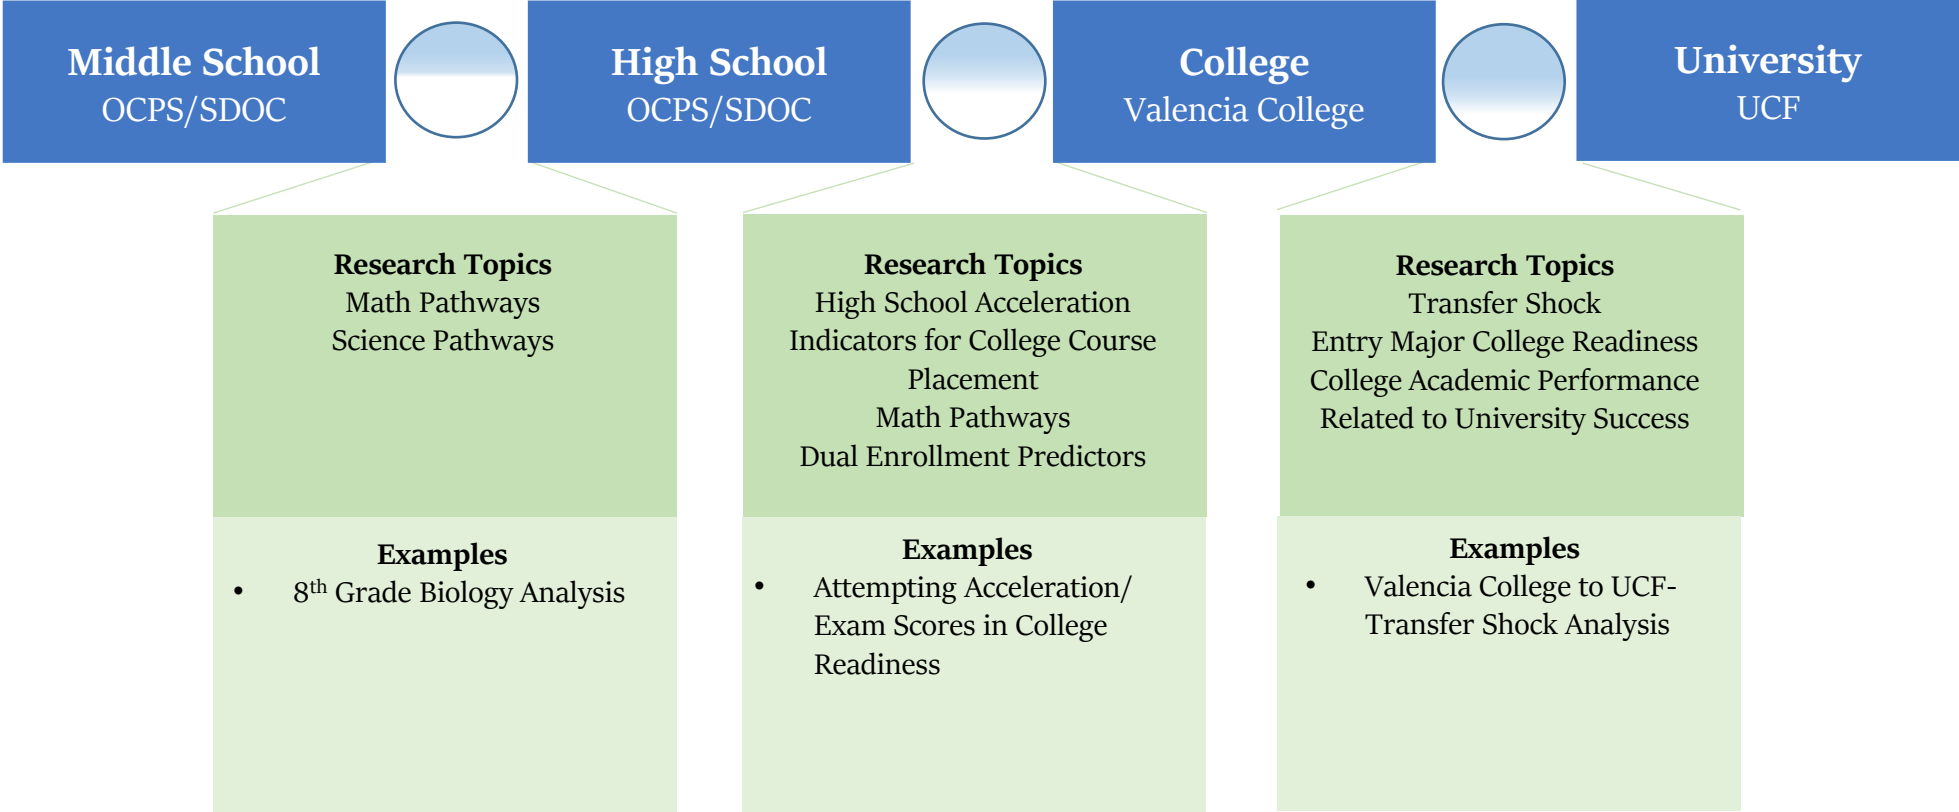 Middle School
OCPS/SDOC
High School
OCPS/SDOC
College
Valencia College
University
UCF
Research Topics
Math Pathways
Science Pathways
Examples
• 8th Grade Biology Analysis
Research Topics
High School Acceleration
Indicators for College Course
Placement
Math Pathways
Dual Enrollment Predictors
Examples
• Attempting Acceleration/
Exam Scores in College
Readiness
Research Topics
Transfer Shock
Entry Major College Readiness
College Academic Performance
Related to University Success
Examples
• Valencia College to UCF-
Transfer Shock Analysis